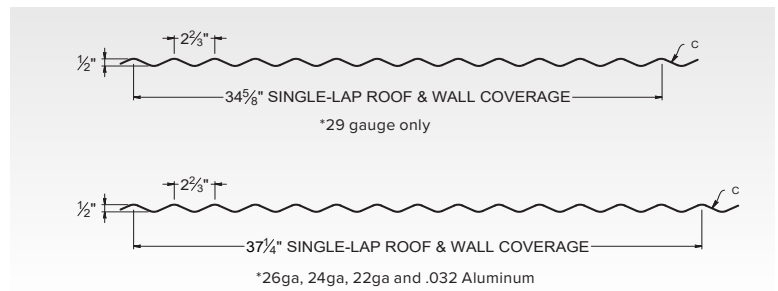 2⅔"
C
½"
34⅝" SINGLE-LAP ROOF & WALL COVERAGE
*29 gauge only
2⅔"
C
½"
37¼" SINGLE-LAP ROOF & WALL COVERAGE
*26ga, 24ga, 22ga and .032 Aluminum